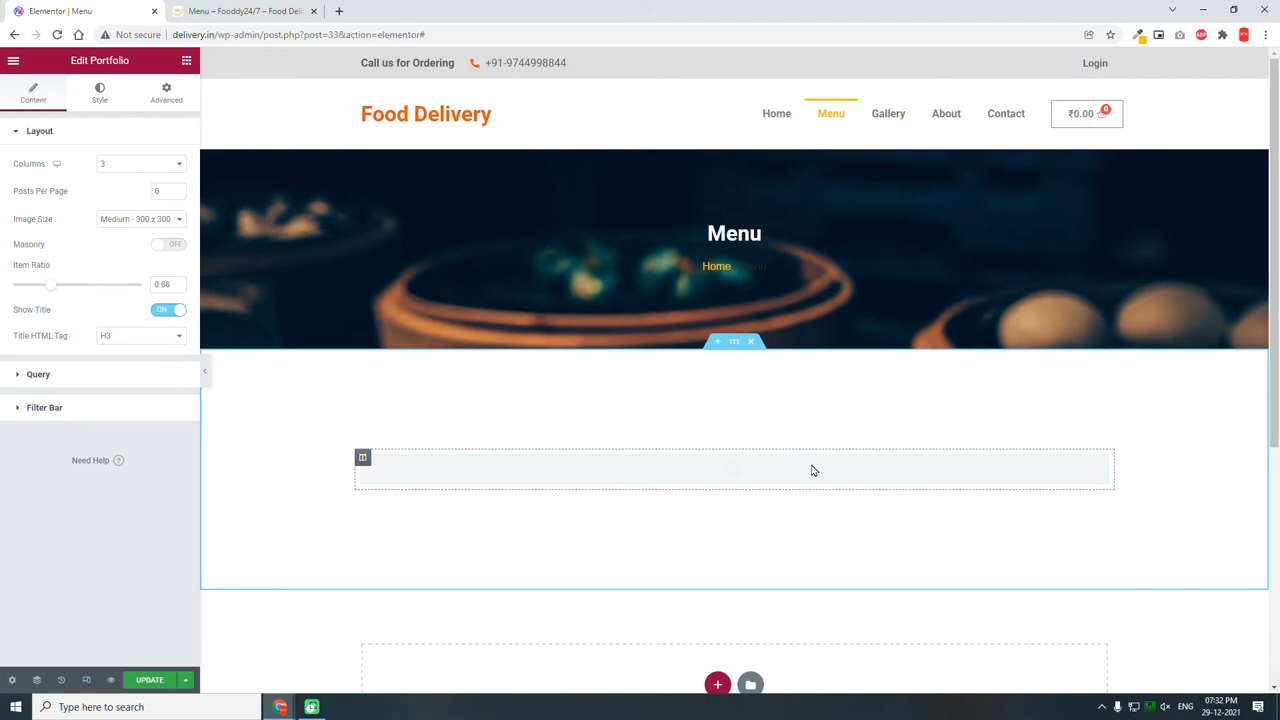 Elementor | Menu
Menu – Fooddy24/7 – Food Deli
Not secure
delivery.in/wp-admin/post.php?post=33&action=elementor#
ABP
Edit Portfolio
Content
Style
Advanced
Call us for Ordering
+91-9744998844
Login
Food Delivery
Home
Menu
Gallery
About
Contact
₹0.00
0
Layout
Columns
3
Posts Per Page
6
Image Size
Medium - 300 x 300
Masonry
OFF
Item Ratio
0.66
Show Title
ON
Title HTML Tag
H3
Query
Filter Bar
Need Help
Menu
Home
UPDATE
Type here to search
ENG
07:32 PM
29-12-2021